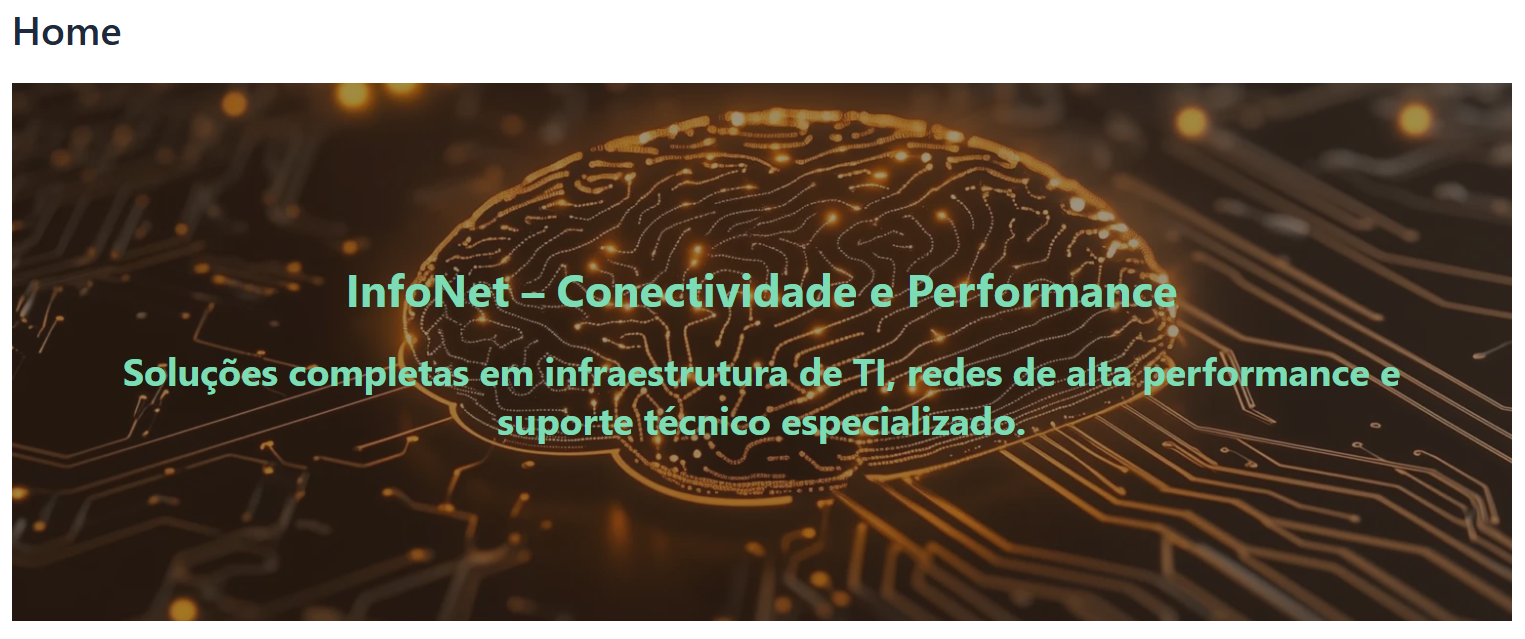 Home
InfoNet – Conectividade e Performance
Soluções completas em infraestrutura de TI, redes de alta performance e
suporte técnico especializado.